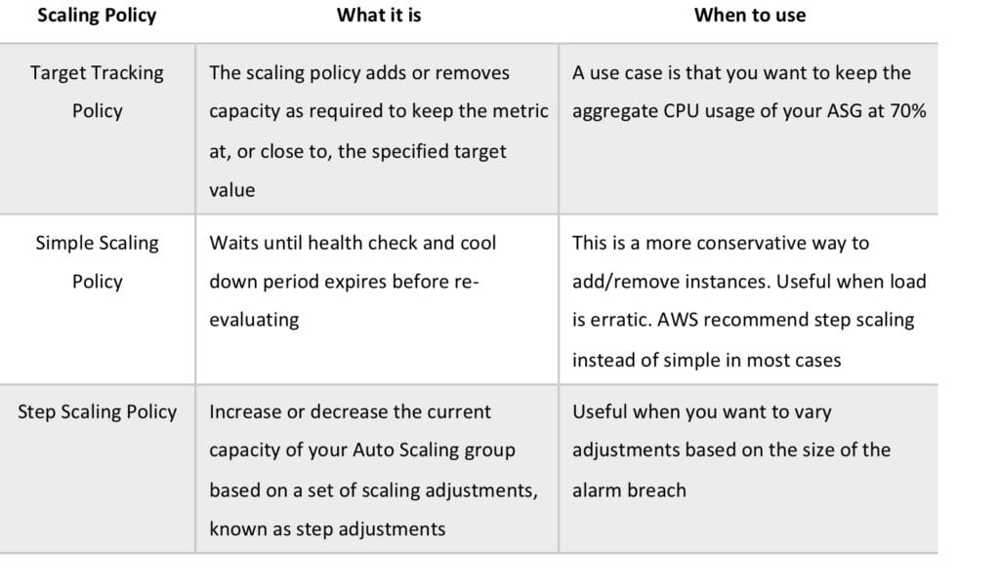 Scaling Policy What it is When to use
Target Tracking
Policy
The scaling policy adds or removes
capacity as required to keep the metric
at, or close to, the specified target
value
A use case is that you want to keep the
aggregate CPU usage of your ASG at 70%
Simple Scaling
Policy
Waits until health check and cool
down period expires before re-
evaluating
This is a more conservative way to
add/remove instances. Useful when load
is erratic. AWS recommend step scaling
instead of simple in most cases
Step Scaling Policy
Increase or decrease the current
capacity of your Auto Scaling group
based on a set of scaling adjustments,
known as step adjustments
Useful when you want to vary
adjustments based on the size of the
alarm breach